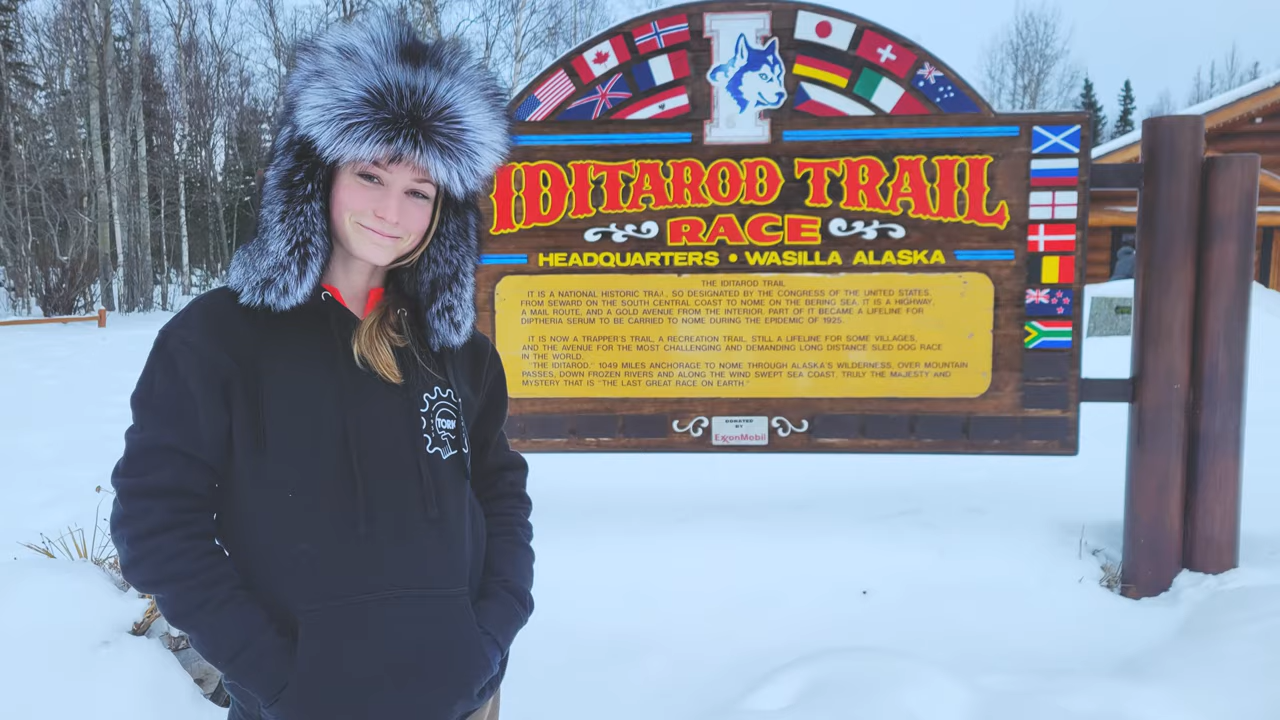 IDITAROD TRAIL
RACE
HEADQUARTERS • WASILLA ALASKA
THE IDITAROD TRAIL
IT IS A NATIONAL HISTORIC TRAIL, SO DESIGNATED BY THE CONGRESS OF THE UNITED STATES.
FROM SEWARD ON THE SOUTH CENTRAL COAST TO NOME ON THE BERING SEA. IT IS A HIGHWAY,
A MAIL ROUTE, AND A GOLD AVENUE FROM THE INTERIOR. PART OF IT BECAME A LIFELINE FOR
DIPTHERIA SERUM TO BE CARRIED TO NOME DURING THE EPIDEMIC OF 1925.
IT IS NOW A TRAPPER'S TRAIL, A RECREATION TRAIL, STILL A LIFELINE FOR SOME VILLAGES,
AND THE AVENUE FOR THE MOST CHALLENGING AND DEMANDING LONG DISTANCE SLED DOG RACE
IN THE WORLD.
"THE IDITAROD." 1049 MILES ANCHORAGE TO NOME THROUGH ALASKA'S WILDERNESS, OVER MOUNTAIN
PASSES, DOWN FROZEN RIVERS AND ALONG THE WIND SWEPT SEA COAST. TRULY THE MAJESTY AND
MYSTERY THAT IS "THE LAST GREAT RACE ON EARTH"
DONATED
BY
ExxonMobil
TORK